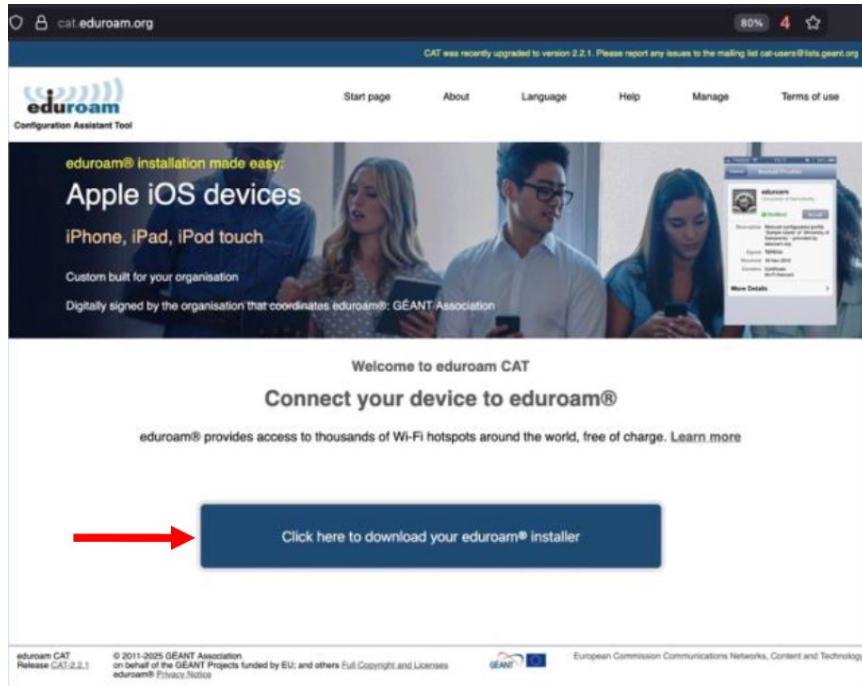 cat.eduroam.org
80%
4
CAT was recently upgraded to version 2.2.1. Please report any issues to the mailing list cat-users@lists.geant.org
eduroam
Configuration Assistant Tool
Start page
About
Language
Help
Manage
Terms of use
eduroam® installation made easy:
Apple iOS devices
iPhone, iPad, iPod touch
Custom built for your organisation
Digitally signed by the organisation that coordinates eduroam®: GÉANT Association
Install Profile
eduroam
Install
More Details
Welcome to eduroam CAT
Connect your device to eduroam®
eduroam® provides access to thousands of Wi-Fi hotspots around the world, free of charge. Learn more
Click here to download your eduroam® installer
eduroam CAT
Release CAT-2.2.1
© 2011-2025 GÉANT Association
on behalf of the GÉANT Projects funded by EU; and others Full Copyright and Licenses
eduroam® Privacy Notice
GÉANT
European Commission Communications Networks, Content and Technology